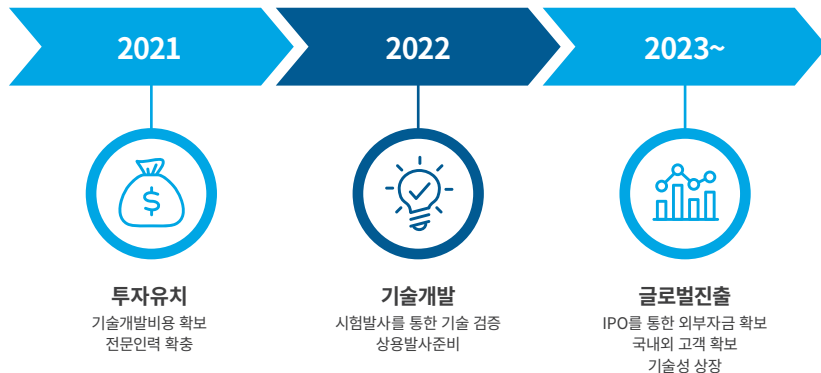 2021
2022
2023~
$
투자유치
기술개발비용 확보
전문인력 확충
기술개발
시험발사를 통한 기술 검증
상용발사준비
글로벌진출
IPO를 통한 외부자금 확보
국내외 고객 확보
기술성 상장